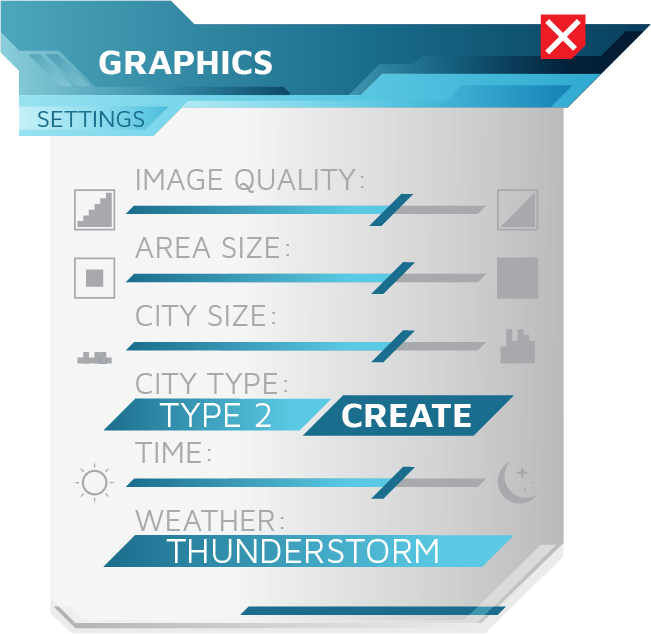 GRAPHICS
SETTINGS
IMAGE QUALITY:
AREA SIZE:
CITY SIZE:
CITY TYPE:
TYPE 2 CREATE
TIME:
WEATHER:
THUNDERSTORM